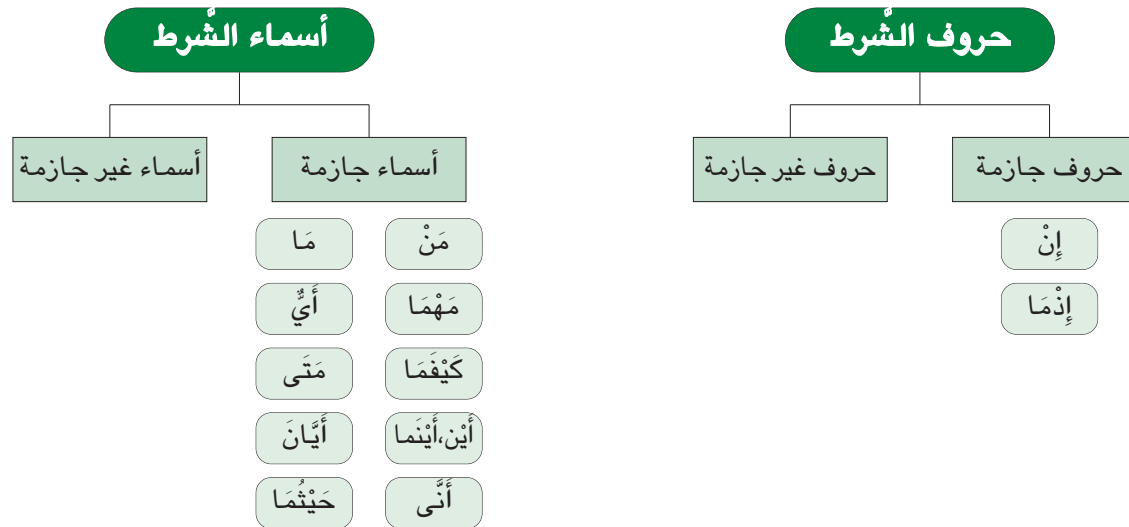 حروف الشَّرط
أسماء الشَّرط
حروف جازمة
حروف غير جازمة
أسماء جازمة
أسماء غير جازمة
إِنْ
مَنْ
مَا
إِذْمَا
مَهْمَا
أَيٌّ
كَيْفَمَا
مَتَى
أَيْن،أَيْنَما
أَيَّانَ
أَنَّى
حَيْثُمَا